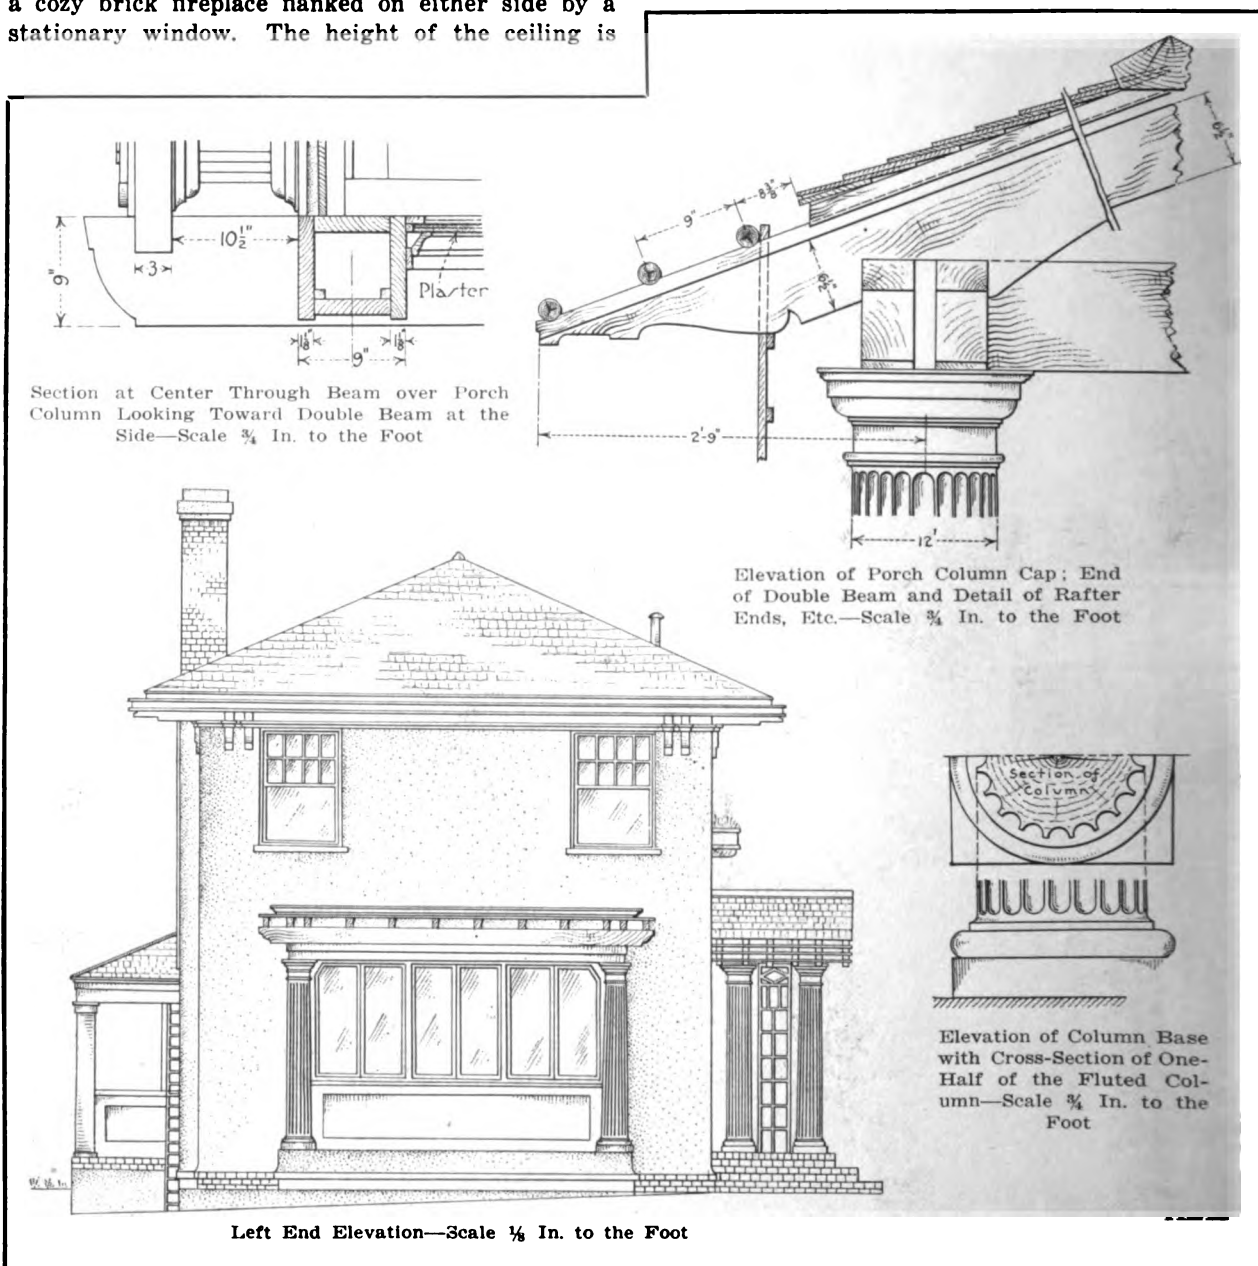 a cozy brick fireplace flanked on either side by a
stationary window. The height of the ceiling is
9"
10½"
3
Plaster
1⅛"
9"
1⅛"
Section at Center Through Beam over Porch
Column Looking Toward Double Beam at the
Side—Scale ¾ In. to the Foot
9"
8⅜"
6½"
6½"
2'-9"
12'
Elevation of Porch Column Cap; End
of Double Beam and Detail of Rafter
Ends, Etc.—Scale ¾ In. to the Foot
Section of
Column
Elevation of Column Base
with Cross-Section of One-
Half of the Fluted Col-
umn—Scale ¾ In. to the
Foot
Left End Elevation—Scale ⅛ In. to the Foot